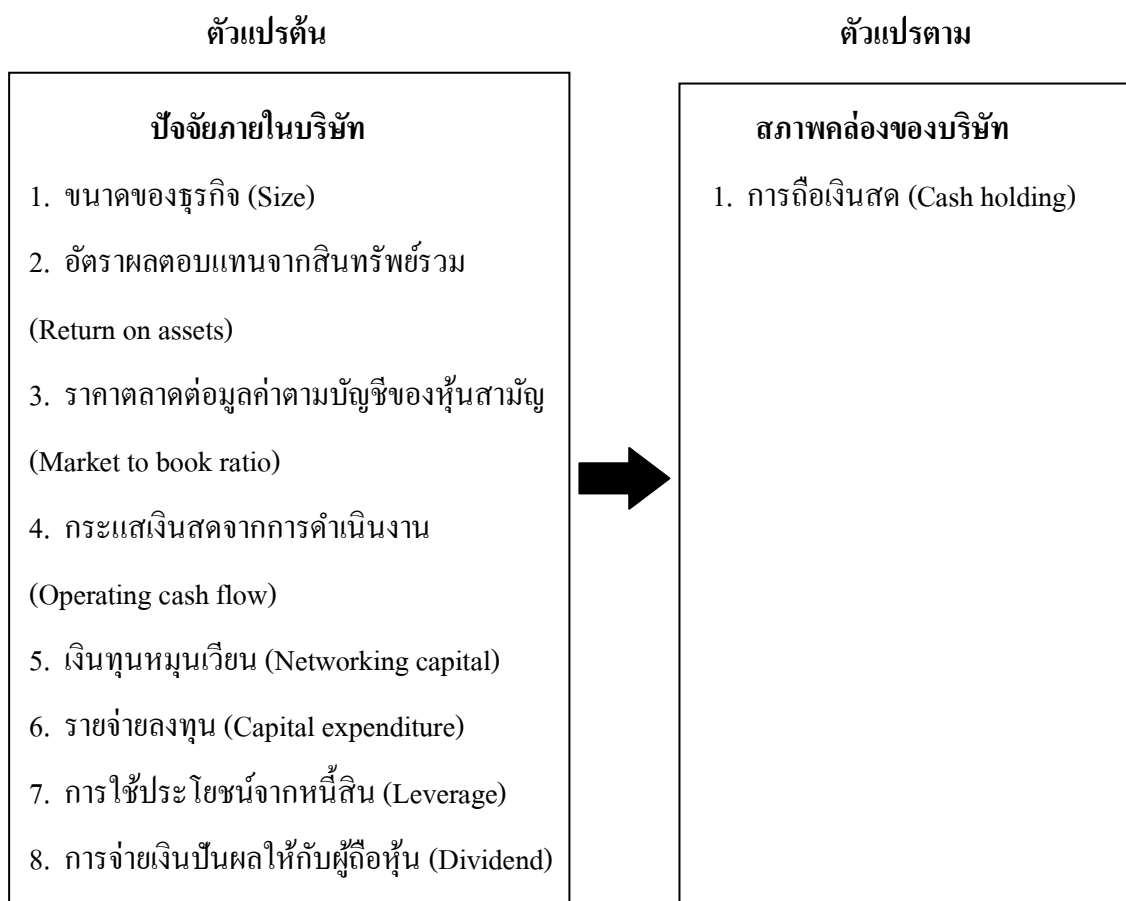 ตัวแปรต้น
ปัจจัยภายในบริษัท
1. ขนาดของธุรกิจ (Size)
2. อัตราผลตอบแทนจากสินทรัพย์รวม
(Return on assets)
3. ราคาตลาดต่อมูลค่าตามบัญชีของหุ้นสามัญ
(Market to book ratio)
4. กระแสเงินสดจากการดำเนินงาน
(Operating cash flow)
5. เงินทุนหมุนเวียน (Networking capital)
6. รายจ่ายลงทุน (Capital expenditure)
7. การใช้ประโยชน์จากหนี้สิน (Leverage)
8. การจ่ายเงินปันผลให้กับผู้ถือหุ้น (Dividend)
ตัวแปรตาม
สภาพคล่องของบริษัท
1. การถือเงินสด (Cash holding)